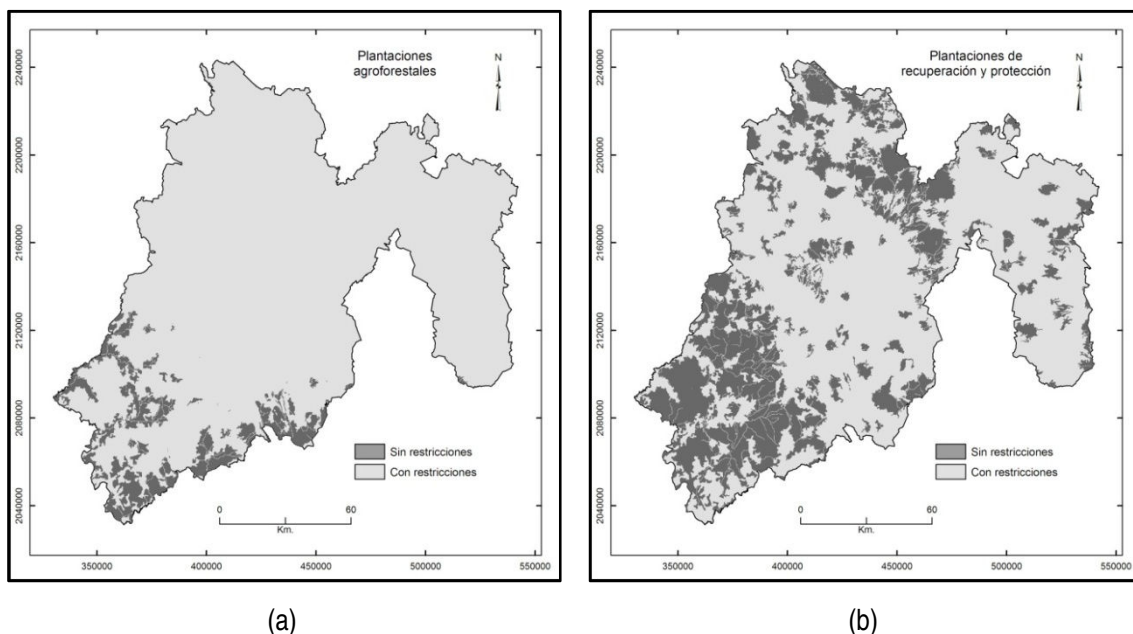 Plantaciones
agroforestales
N
2240000
2200000
2160000
2120000
2080000
2040000
Sin restricciones
Con restricciones
0 60
Km.
350000 400000 450000 500000 550000
(a)
Plantaciones de
recuperación y protección
N
2240000
2200000
2160000
2120000
2080000
2040000
Sin restricciones
Con restricciones
0 60
Km.
350000 400000 450000 500000 550000
(b)